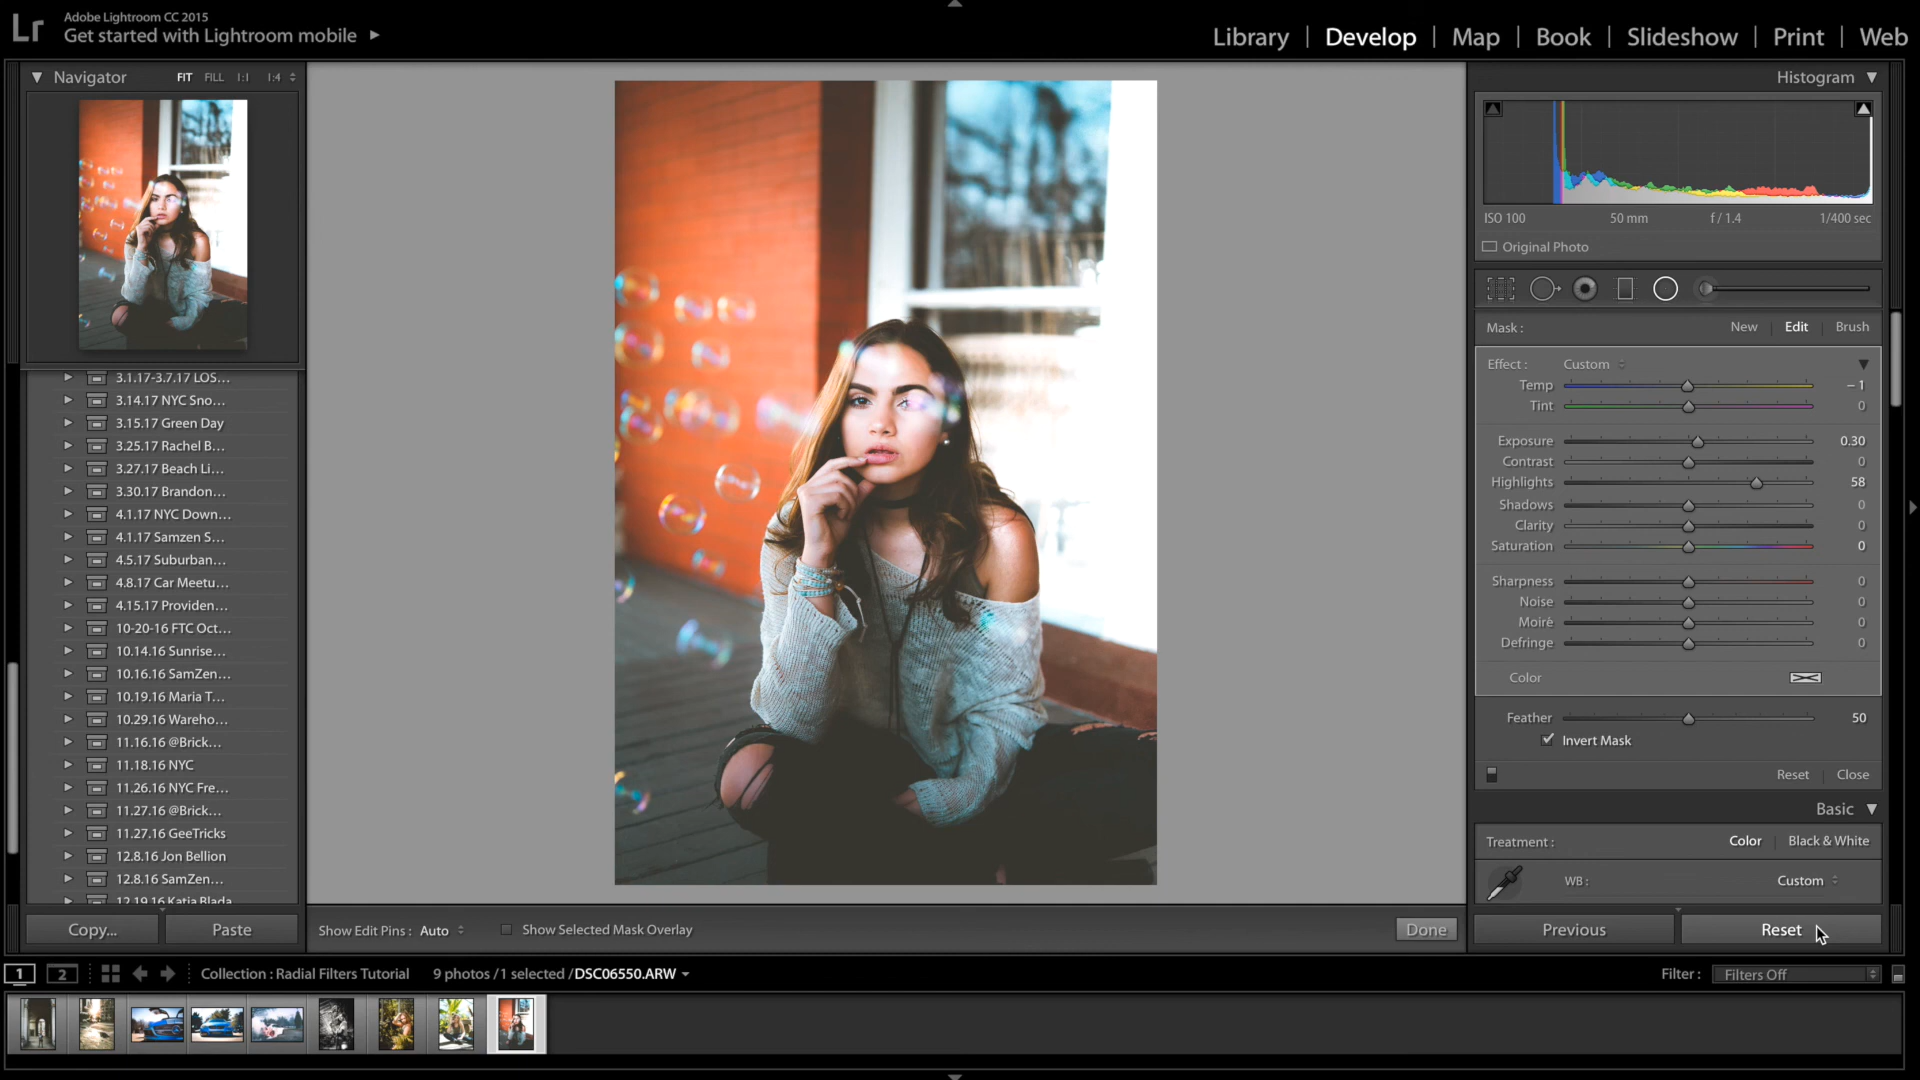 Lr
Adobe Lightroom CC 2015
Get started with Lightroom mobile
Library | Develop | Map | Book | Slideshow | Print | Web
Navigator FIT FILL 1:1 1:4
3.1.17-3.7.17 LOS...
3.14.17 NYC Sno...
3.15.17 Green Day
3.25.17 Rachel B...
3.27.17 Beach Li...
3.30.17 Brandon...
4.1.17 NYC Down...
4.1.17 Samzen S...
4.5.17 Suburban...
4.8.17 Car Meetu...
4.15.17 Providen...
10-20-16 FTC Oct...
10.14.16 Sunrise...
10.16.16 SamZen...
10.19.16 Maria T...
10.29.16 Wareho...
11.16.16 @Brick...
11.18.16 NYC
11.26.16 NYC Fre...
11.27.16 @Brick...
11.27.16 GeeTricks
12.8.16 Jon Bellion
12.8.16 SamZen...
12.19.16 Katia Blada
Copy... Paste
Show Edit Pins : Auto Show Selected Mask Overlay Done
Histogram
ISO 100 50 mm f / 1.4 1/400 sec
Original Photo
Mask : New Edit Brush
Effect : Custom
Temp – 1
Tint 0
Exposure 0.30
Contrast 0
Highlights 58
Shadows 0
Clarity 0
Saturation 0
Sharpness 0
Noise 0
Moiré 0
Defringe 0
Color
Feather 50
Invert Mask
Reset Close
Basic
Treatment : Color Black & White
WB : Custom
Previous Reset
1 2 Collection : Radial Filters Tutorial 9 photos /1 selected /DSC06550.ARW Filter : Filters Off